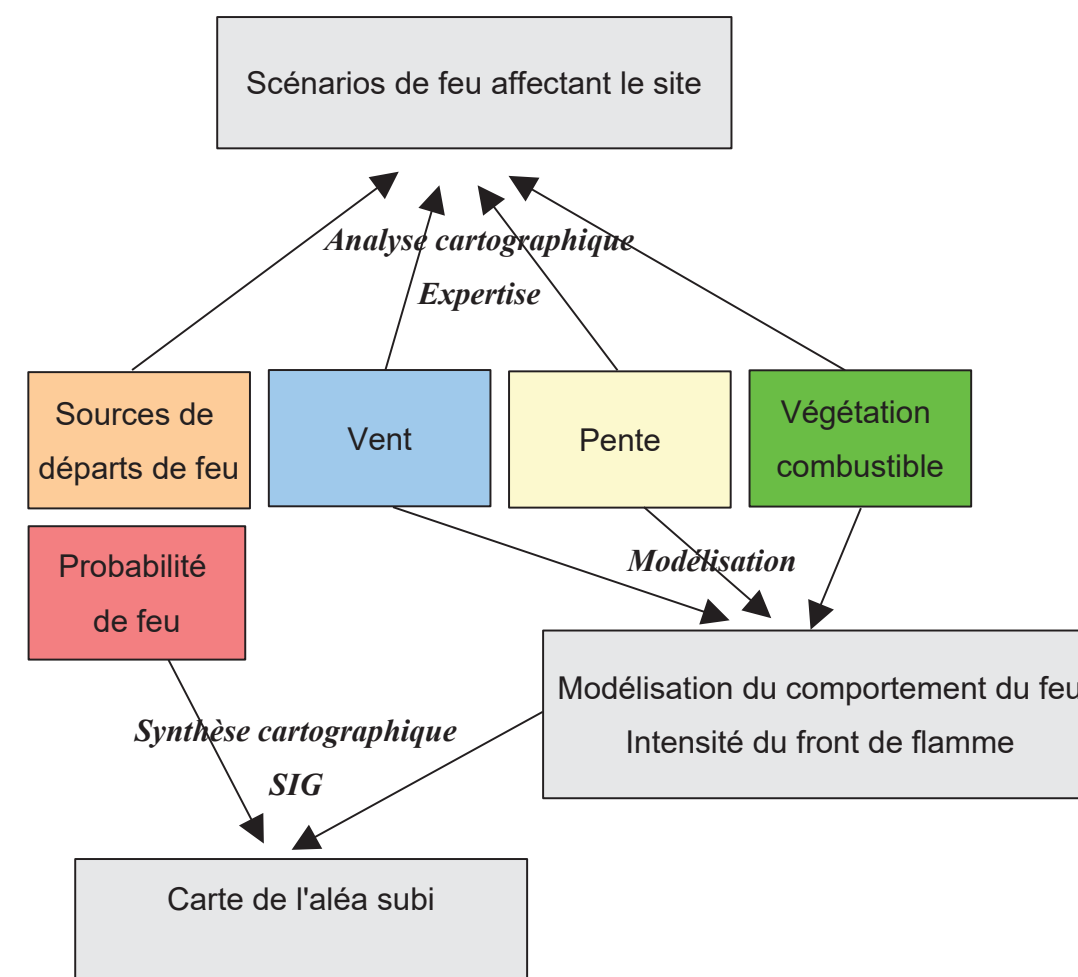 Scénarios de feu affectant le site
Analyse cartographique
Expertise
Sources de
départs de feu
Vent
Pente
Végétation
combustible
Probabilité
de feu
Modélisation
Modélisation du comportement du feu
Intensité du front de flamme
Synthèse cartographique
SIG
Carte de l'aléa subi